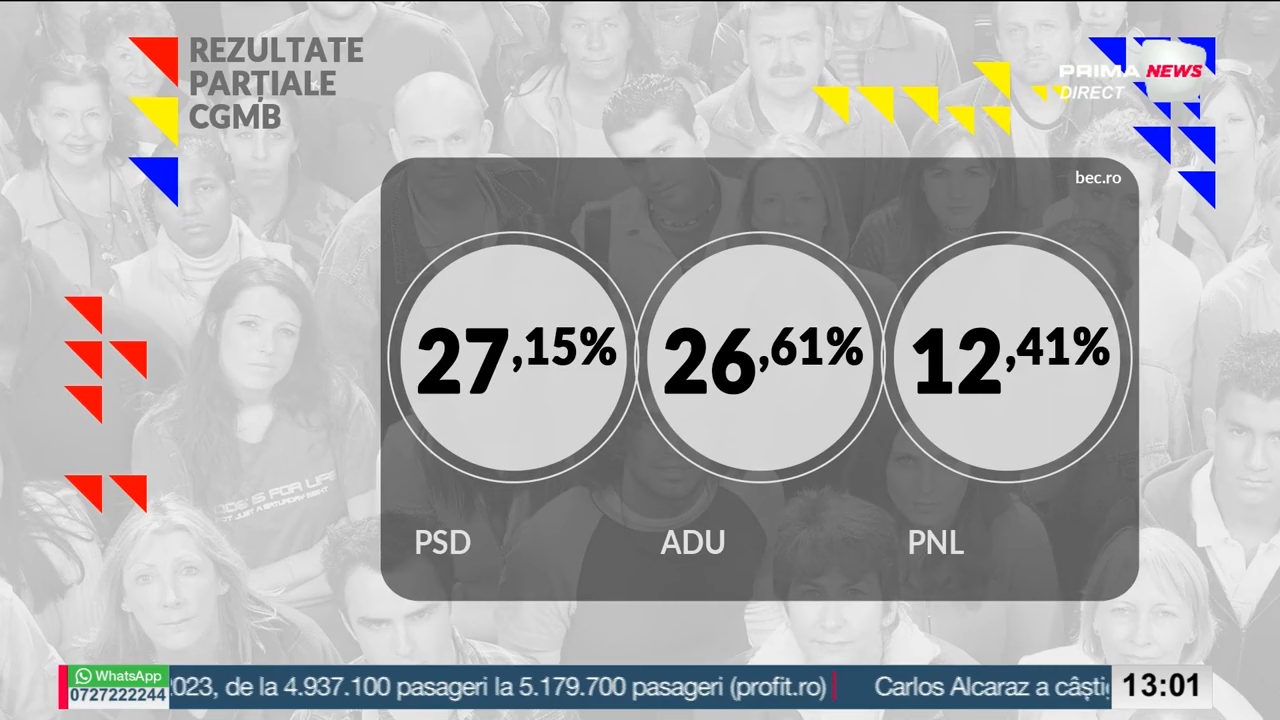 REZULTATE
PARȚIALE
CGMB
PRIMA NEWS
DIRECT
bec.ro
27,15%
26,61%
12,41%
PSD
ADU
PNL
WhatsApp
0727222244
023, de la 4.937.100 pasageri la 5.179.700 pasageri (profit.ro)
Carlos Alcaraz a câști
13:01